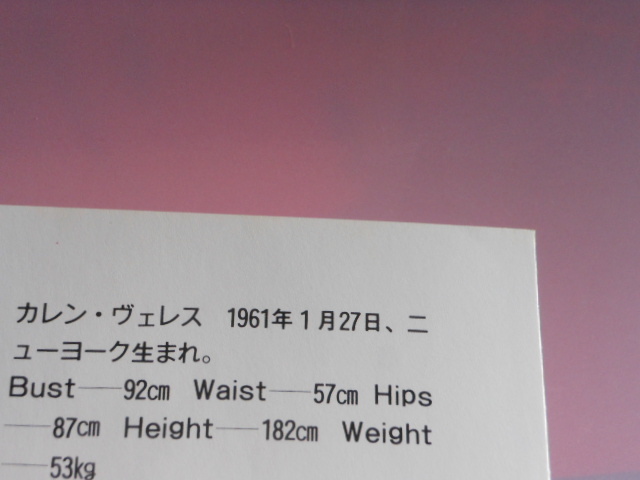 カレン・ヴェレス　1961年1月27日、ニ
ューヨーク生まれ。
Bust――92cm Waist――57cm Hips
――87cm Height――182cm Weight
――53kg